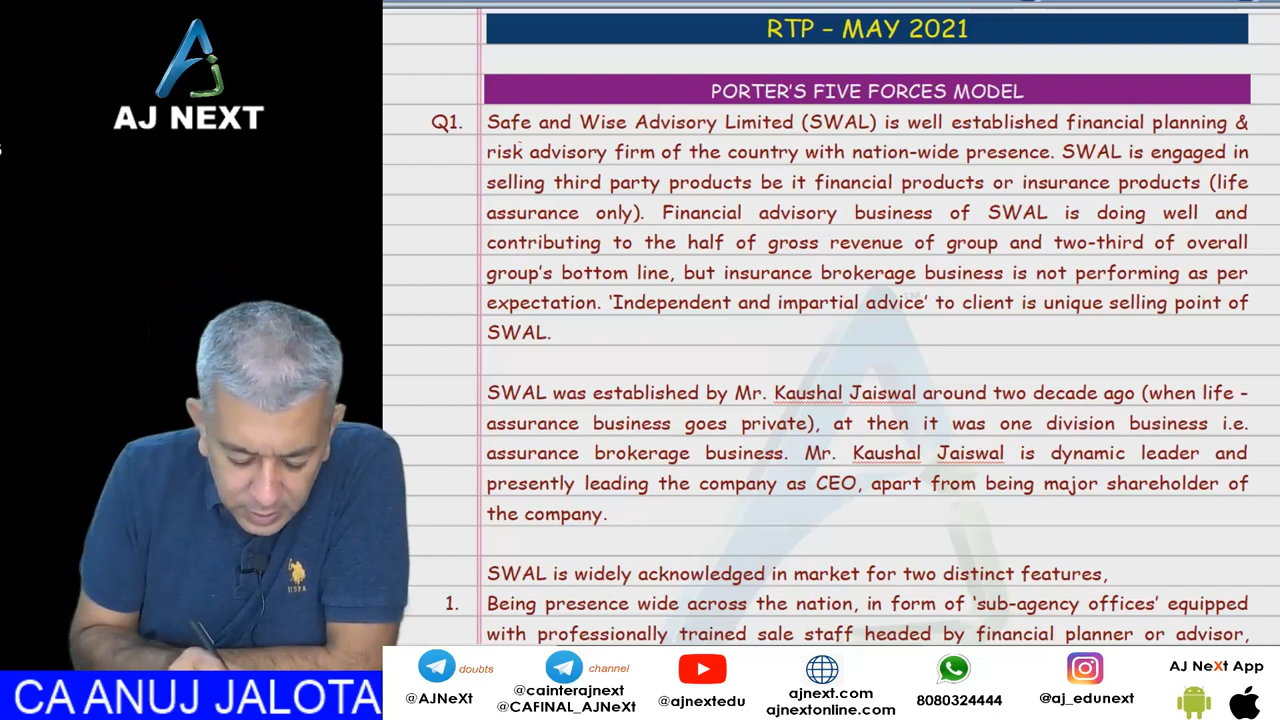 AJ NEXT
RTP – MAY 2021
PORTER'S FIVE FORCES MODEL
Q1. Safe and Wise Advisory Limited (SWAL) is well established financial planning &
risk advisory firm of the country with nation-wide presence. SWAL is engaged in
selling third party products be it financial products or insurance products (life
assurance only). Financial advisory business of SWAL is doing well and
contributing to the half of gross revenue of group and two-third of overall
group's bottom line, but insurance brokerage business is not performing as per
expectation. 'Independent and impartial advice' to client is unique selling point of
SWAL.
SWAL was established by Mr. Kaushal Jaiswal around two decade ago (when life -
assurance business goes private), at then it was one division business i.e.
assurance brokerage business. Mr. Kaushal Jaiswal is dynamic leader and
presently leading the company as CEO, apart from being major shareholder of
the company.
SWAL is widely acknowledged in market for two distinct features,
1. Being presence wide across the nation, in form of 'sub-agency offices' equipped
with professionally trained sale staff headed by financial planner or advisor,
USPA
CA ANUJ JALOTA
doubts
@AJNeXt
channel
@cainterajnext
@CAFINAL_AJNeXt
@ajnextedu
ajnext.com
ajnextonline.com
8080324444
@aj_edunext
AJ NeXt App